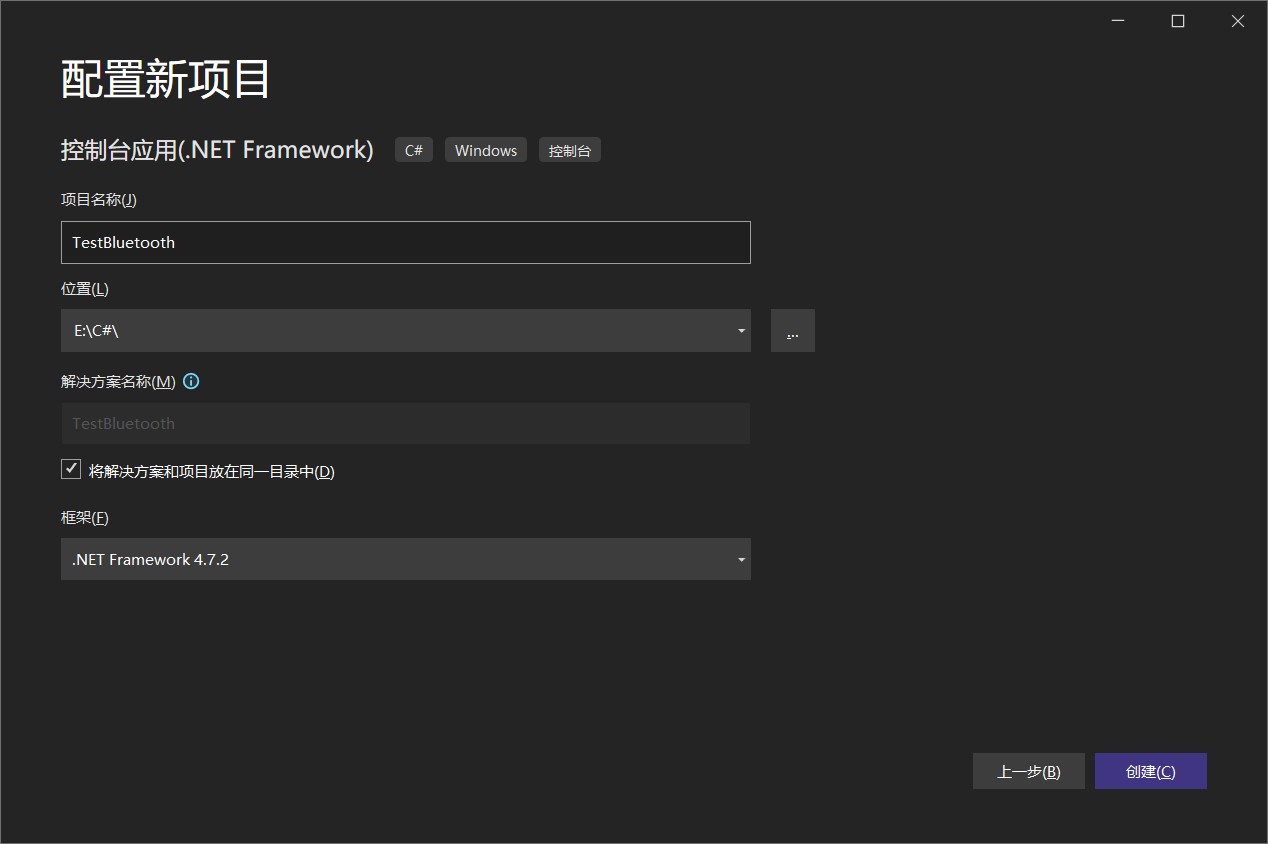 配置新项目
控制台应用(.NET Framework) C# Windows 控制台
项目名称(J)
TestBluetooth
位置(L)
E:\C#\
...
解决方案名称(M)
TestBluetooth
将解决方案和项目放在同一目录中(D)
框架(F)
.NET Framework 4.7.2
上一步(B) 创建(C)